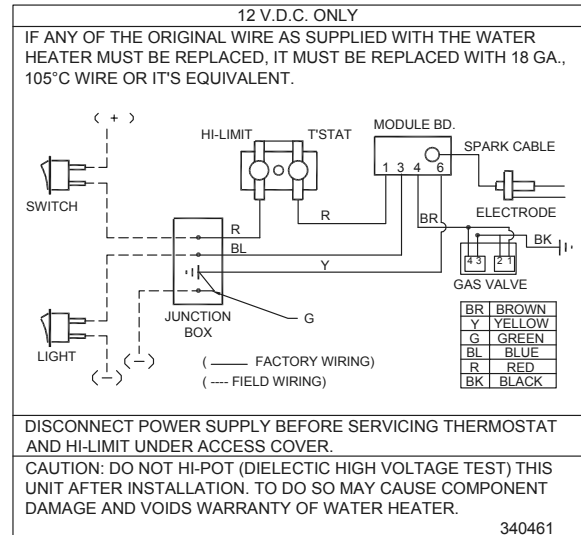 12 V.D.C. ONLY
IF ANY OF THE ORIGINAL WIRE AS SUPPLIED WITH THE WATER
HEATER MUST BE REPLACED, IT MUST BE REPLACED WITH 18 GA.,
105°C WIRE OR IT'S EQUIVALENT.
( + )
HI-LIMIT
T'STAT
MODULE BD.
SPARK CABLE
1 3 4 6
SWITCH
ELECTRODE
R
R
BR
BL
BK
Y
4 3 2 1
GAS VALVE
JUNCTION
BOX
G
LIGHT
(—)
(—)
( —— FACTORY WIRING)
( ---- FIELD WIRING)
BR BROWN
Y YELLOW
G GREEN
BL BLUE
R RED
BK BLACK
DISCONNECT POWER SUPPLY BEFORE SERVICING THERMOSTAT
AND HI-LIMIT UNDER ACCESS COVER.
CAUTION: DO NOT HI-POT (DIELECTIC HIGH VOLTAGE TEST) THIS
UNIT AFTER INSTALLATION. TO DO SO MAY CAUSE COMPONENT
DAMAGE AND VOIDS WARRANTY OF WATER HEATER.
340461